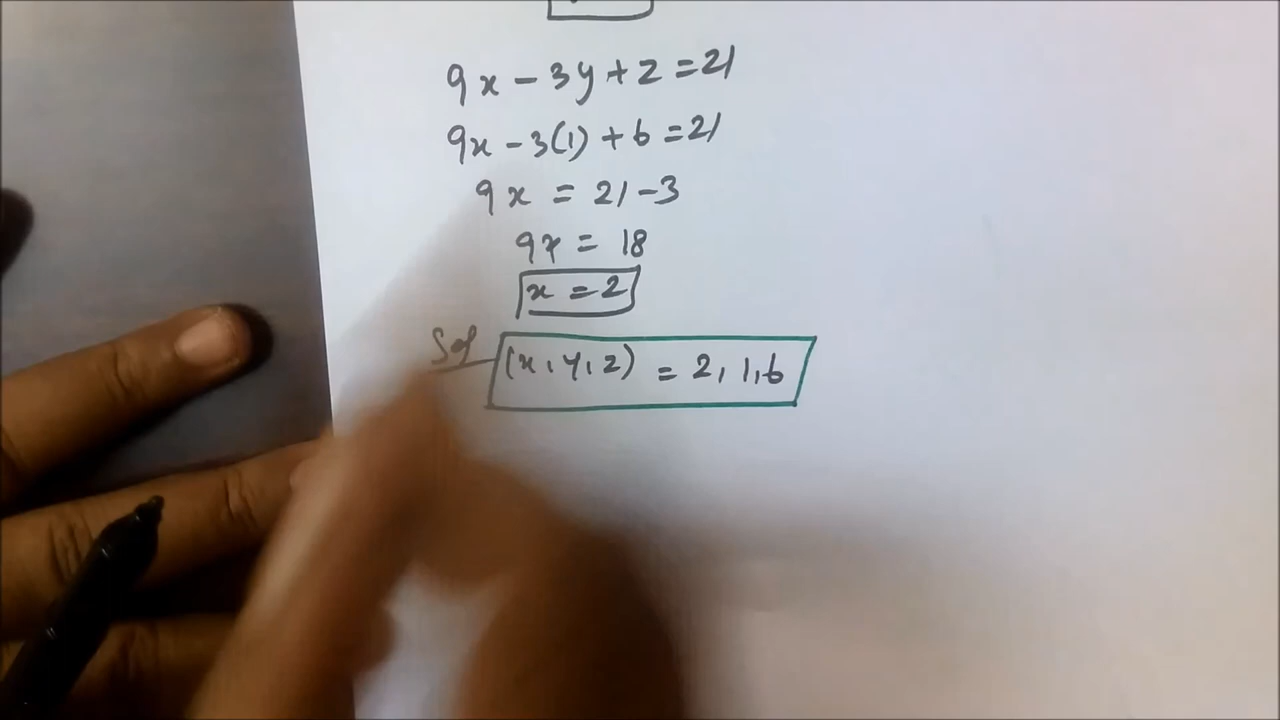 9x - 3y + z = 21
9x - 3(1) + 6 = 21
9x = 21 - 3
9x = 18
x = 2
Sol (x, y, z) = 2, 1, 6